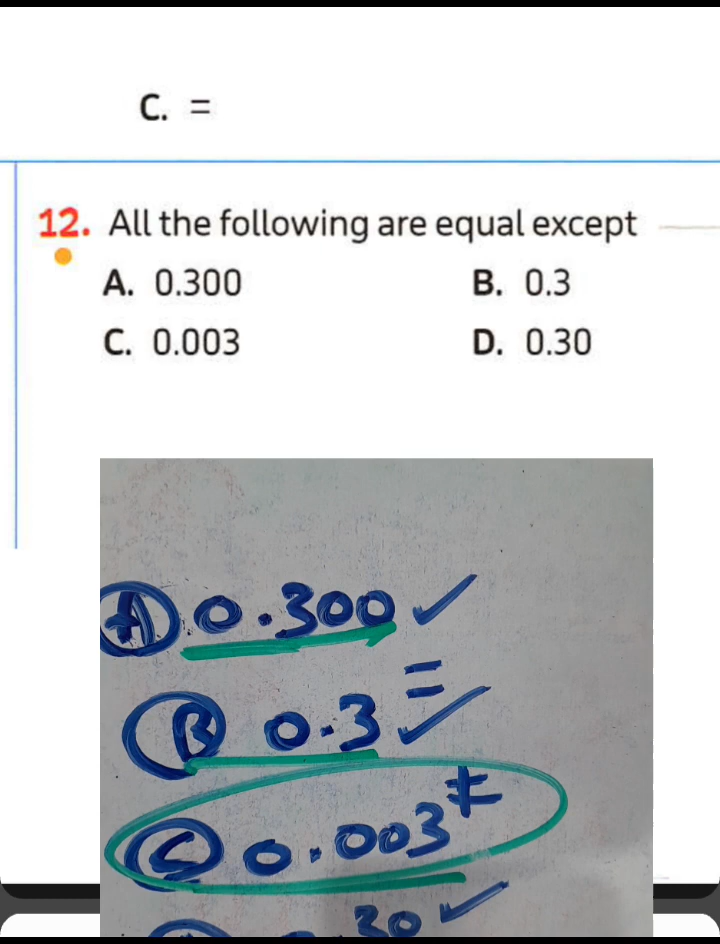 C. =
12. All the following are equal except
A. 0.300 B. 0.3
C. 0.003 D. 0.30
A 0.300 ✓
B 0.3 = ✓
C 0.003 ≠
.30 ✓